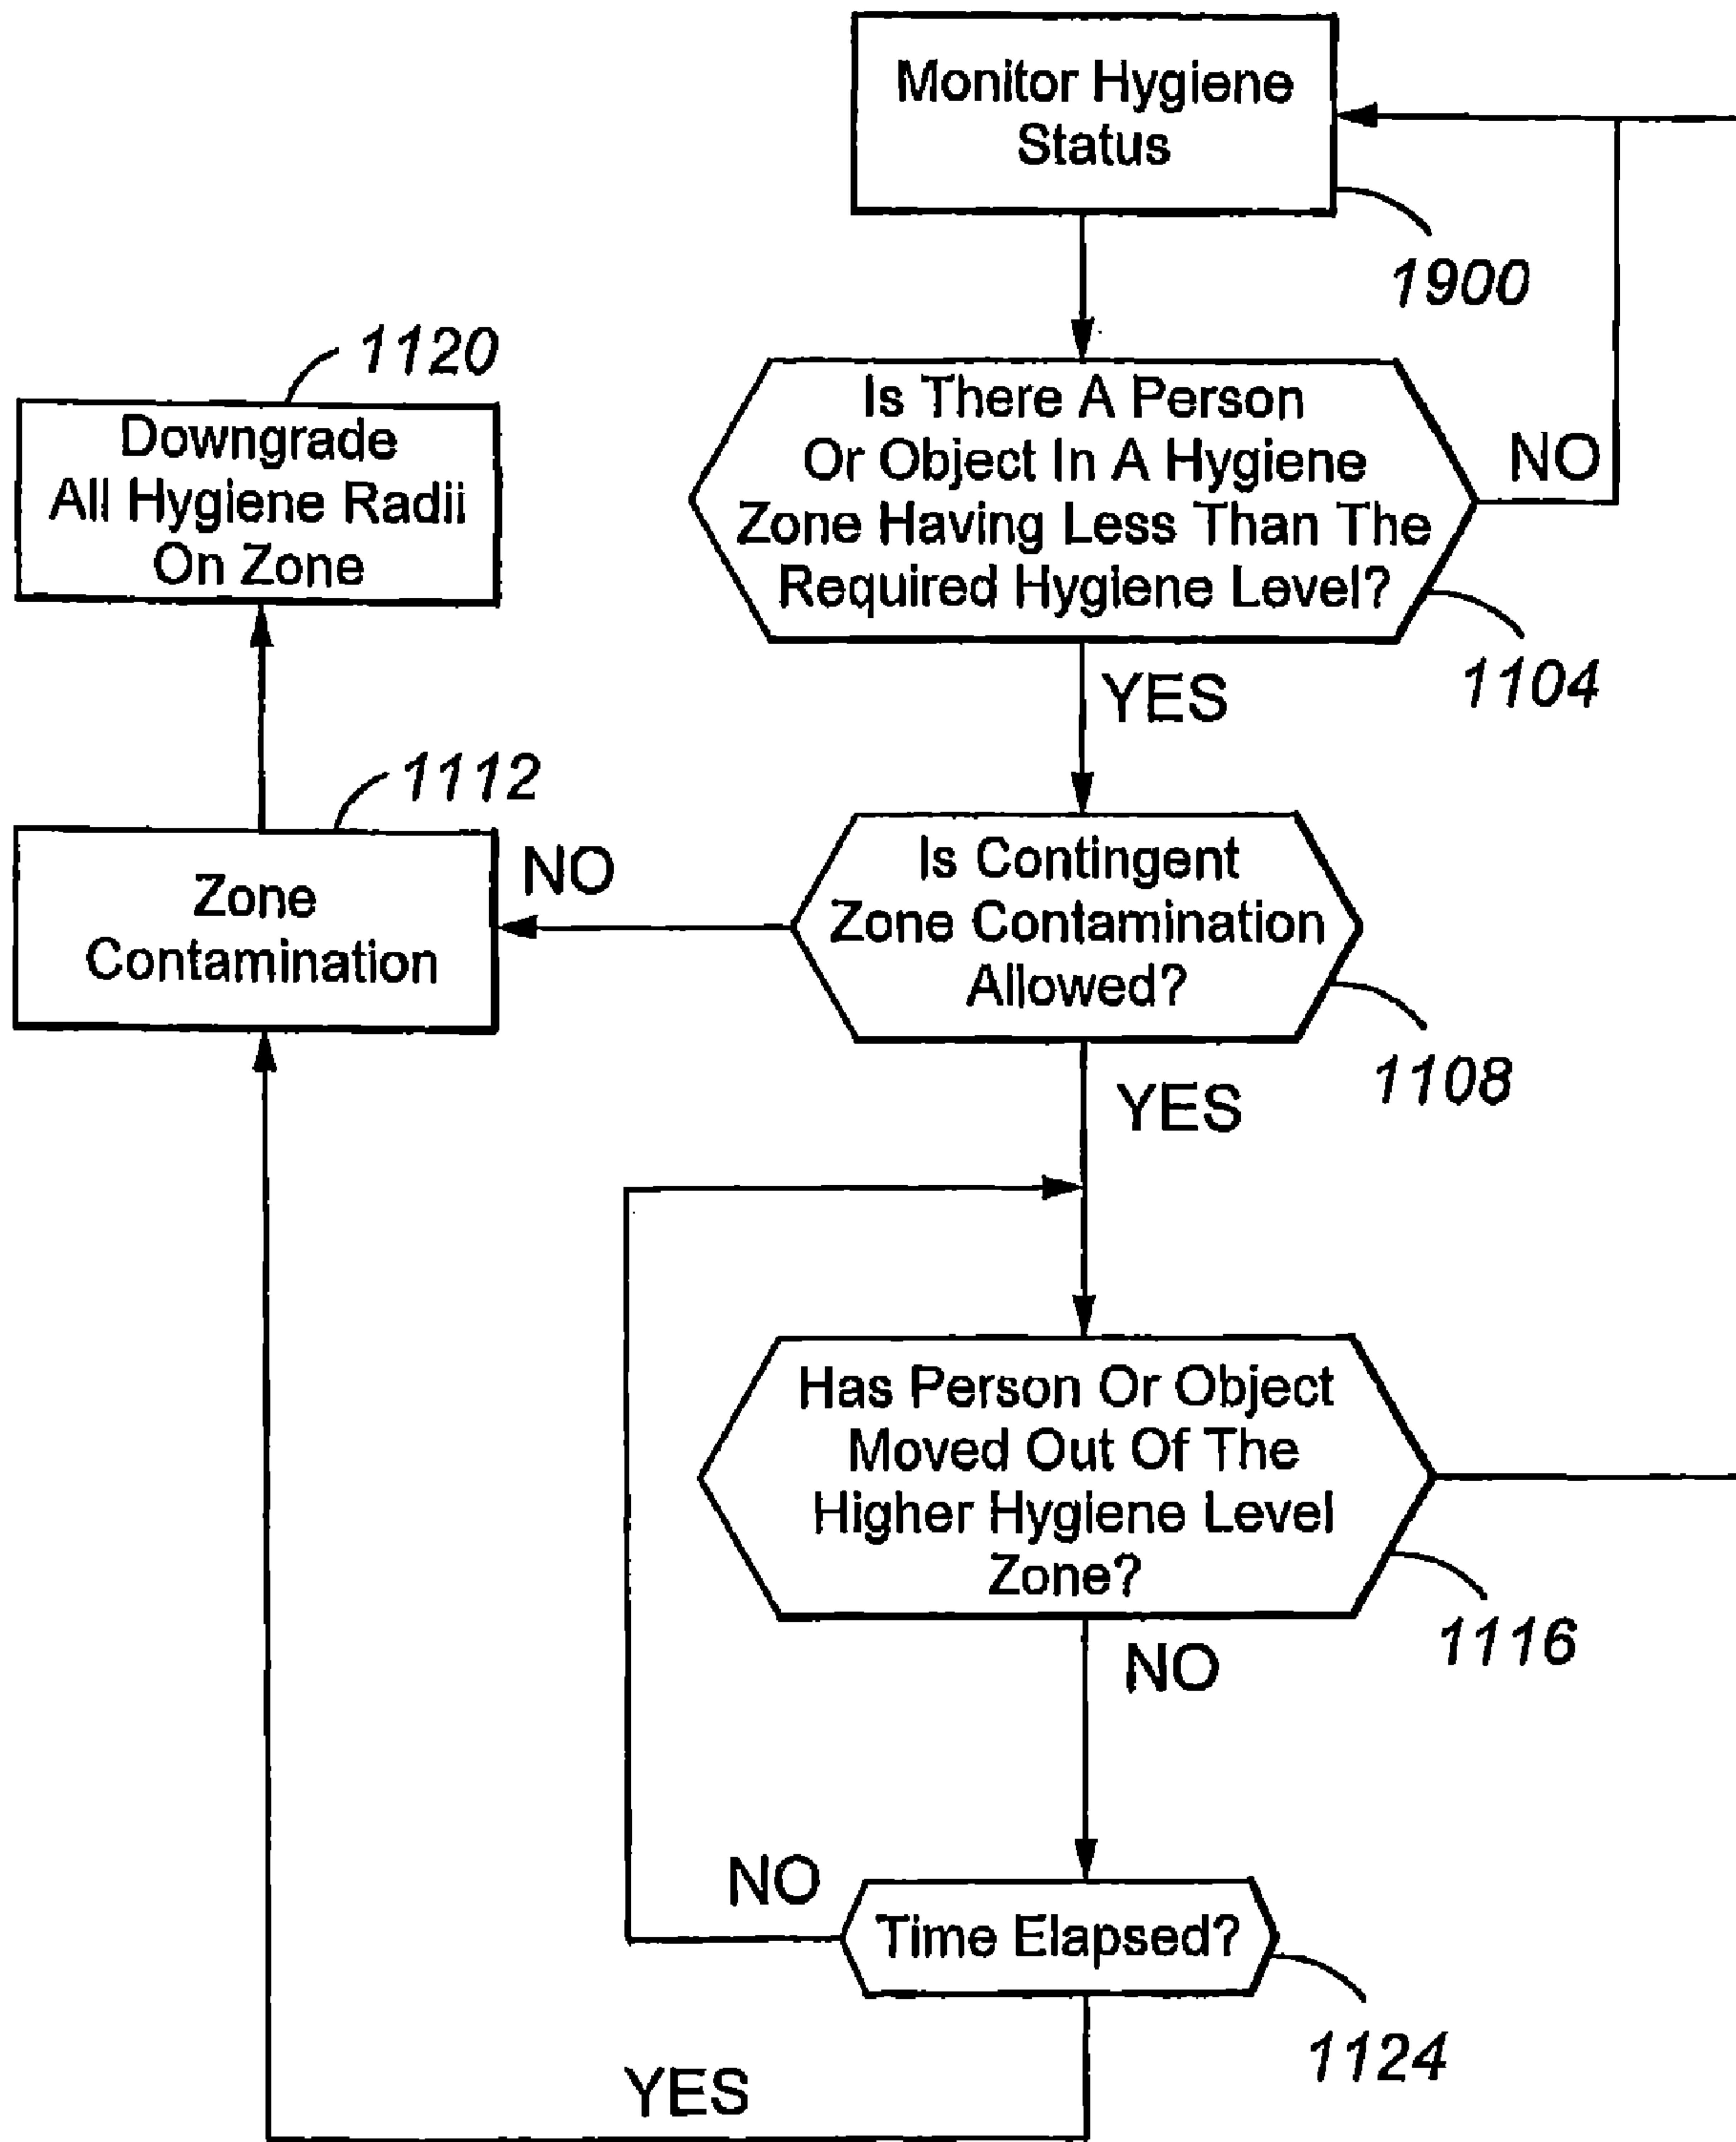 Monitor Hygiene
Status
1900
Is There A Person
Or Object In A Hygiene
Zone Having Less Than The
Required Hygiene Level?
1104
NO
YES
1120
Downgrade
All Hygiene Radii
On Zone
1112
Zone
Contamination
NO
Is Contingent
Zone Contamination
Allowed?
1108
YES
Has Person Or Object
Moved Out Of The
Higher Hygiene Level
Zone?
1116
NO
NO
Time Elapsed?
1124
YES